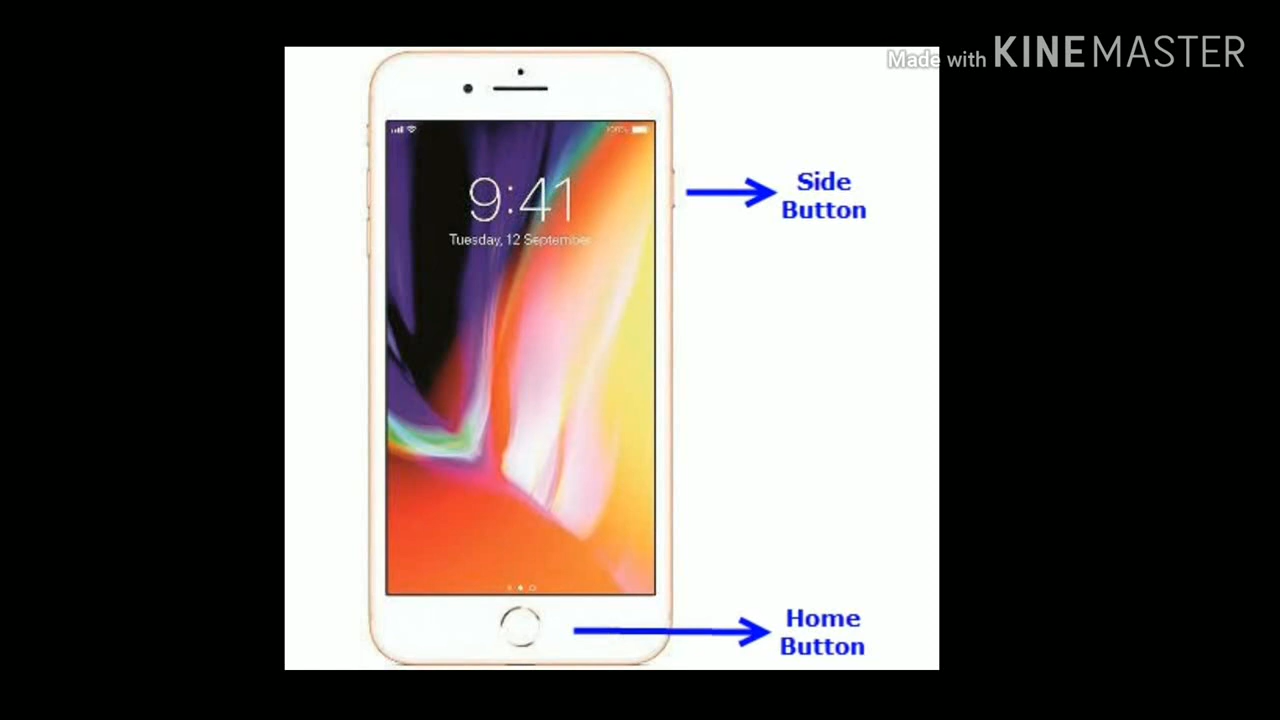 Made with KINEMASTER
9:41
Tuesday, 12 September
Side
Button
Home
Button